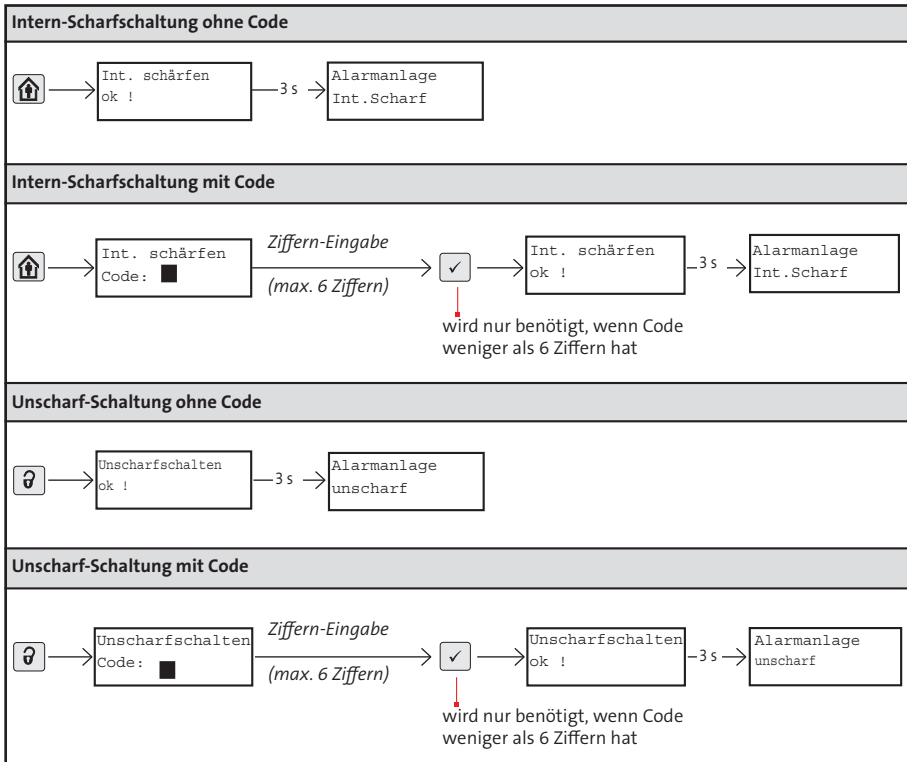 Intern-Scharfschaltung ohne Code
Int. schärfen
ok !
3 s
Alarmanlage
Int.Scharf
Intern-Scharfschaltung mit Code
Int. schärfen
Code:
Ziffern-Eingabe
(max. 6 Ziffern)
wird nur benötigt, wenn Code
weniger als 6 Ziffern hat
Int. schärfen
ok !
3 s
Alarmanlage
Int.Scharf
Unscharf-Schaltung ohne Code
Unscharfschalten
ok !
3 s
Alarmanlage
unscharf
Unscharf-Schaltung mit Code
Unscharfschalten
Code:
Ziffern-Eingabe
(max. 6 Ziffern)
wird nur benötigt, wenn Code
weniger als 6 Ziffern hat
Unscharfschalten
ok !
3 s
Alarmanlage
unscharf